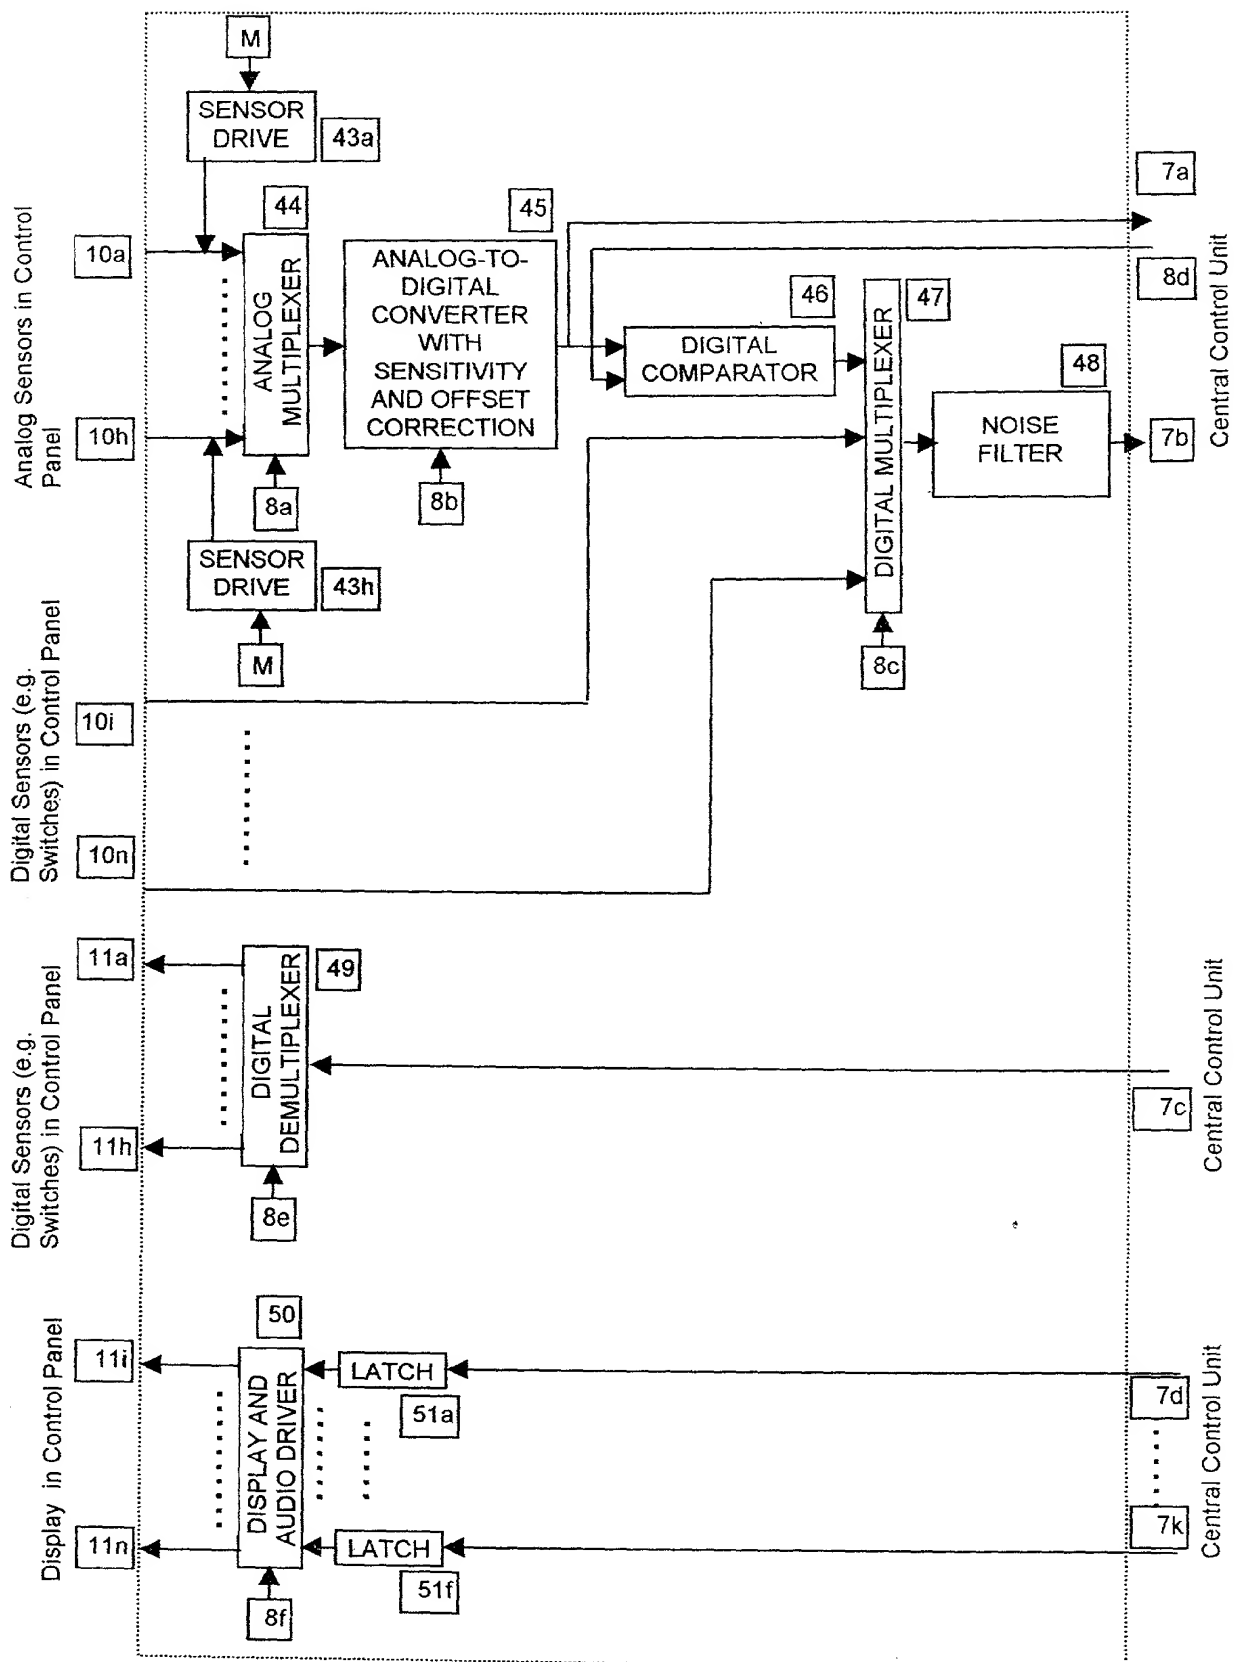 M
SENSOR
DRIVE
43a
7a
44
45
10a
ANALOG
MULTIPLEXER
ANALOG-TO-
DIGITAL
CONVERTER
WITH
SENSITIVITY
AND OFFSET
CORRECTION
8d
46
47
DIGITAL
COMPARATOR
DIGITAL MULTIPLEXER
48
NOISE
FILTER
10h
7b
Analog Sensors in Control
Panel
Central Control Unit
8a
8b
SENSOR
DRIVE
43h
M
8c
10i
Digital Sensors (e.g.
Switches) in Control Panel
10n
11a
49
DIGITAL
DEMULTIPLEXER
Digital Sensors (e.g.
Switches) in Control Panel
Central Control Unit
7c
11h
8e
50
11i
LATCH
51a
7d
DISPLAY AND
AUDIO DRIVER
Display in Control Panel
Central Control Unit
7k
11n
LATCH
51f
8f